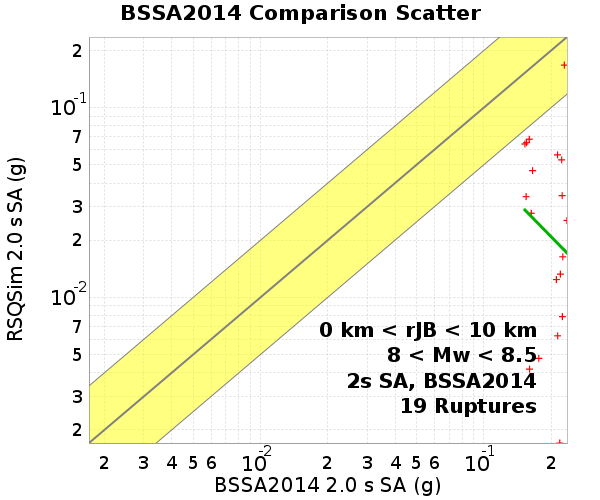 BSSA2014 Comparison Scatter
RSQSim 2.0 s SA (g)
2
10-1
7
5
3
2
10-2
7
5
3
2
0 km < rJB < 10 km
8 < Mw < 8.5
2s SA, BSSA2014
19 Ruptures
2 3 4 5 6 10-2 2 3 4 5 6 10-1 2
BSSA2014 2.0 s SA (g)